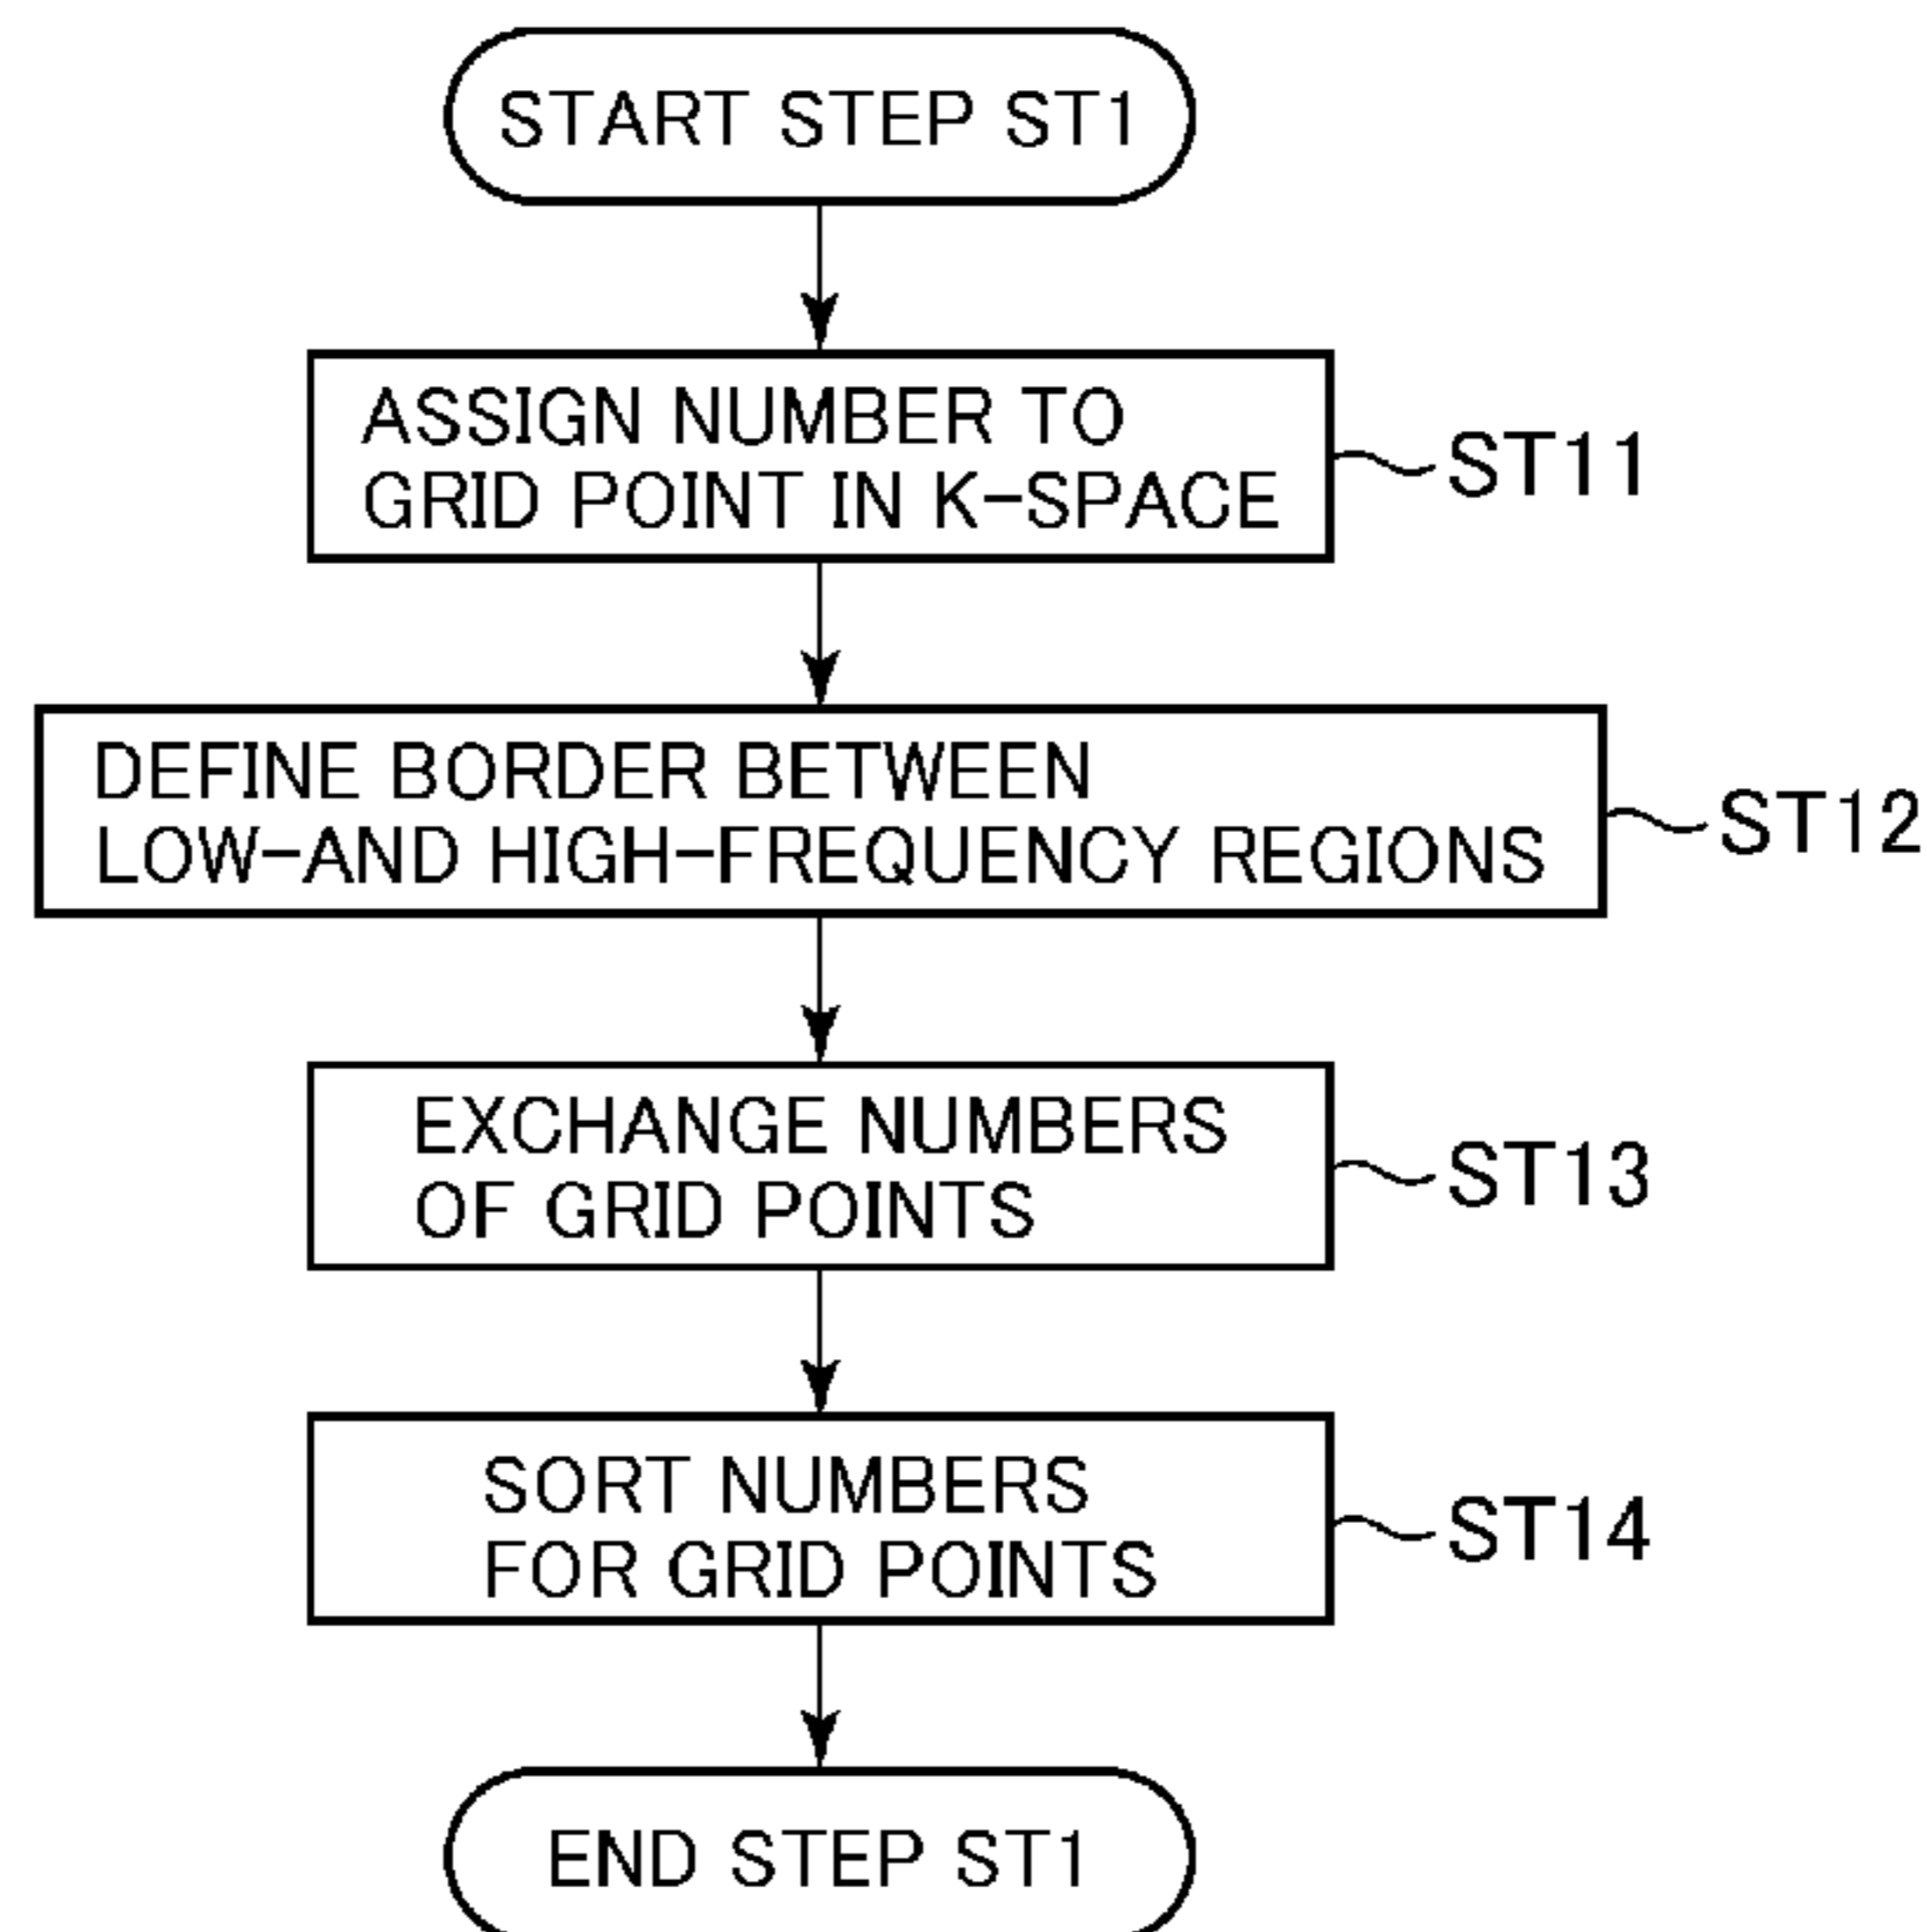 START STEP ST1
ASSIGN NUMBER TO
GRID POINT IN K-SPACE
ST11
DEFINE BORDER BETWEEN
LOW-AND HIGH-FREQUENCY REGIONS
ST12
EXCHANGE NUMBERS
OF GRID POINTS
ST13
SORT NUMBERS
FOR GRID POINTS
ST14
END STEP ST1